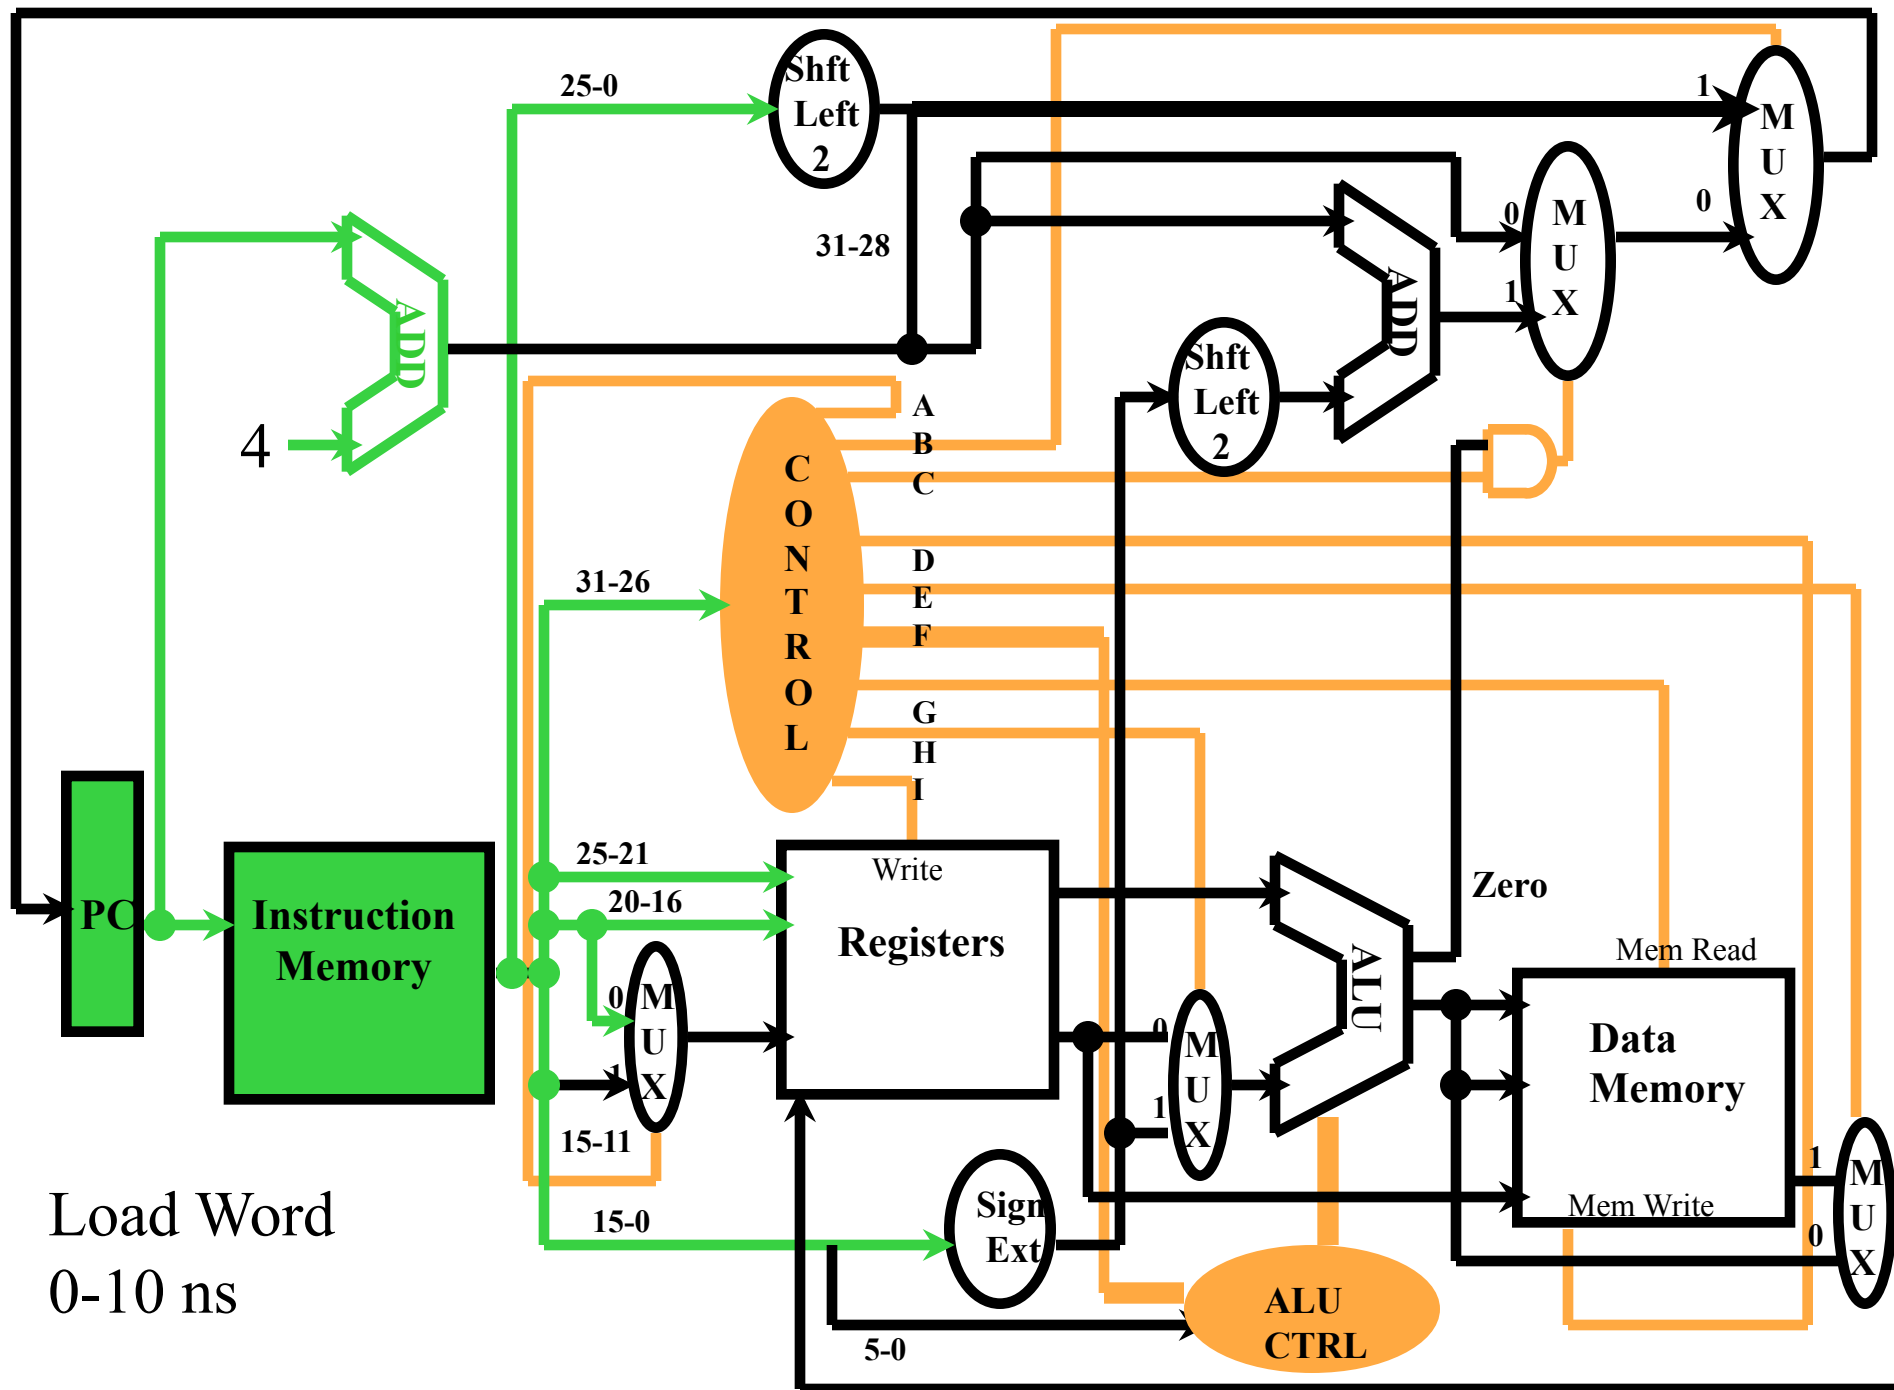 25-0
Shft
Left
2
1
M
U
X
0
31-28
0
M
U
X
1
ADD
ADD
4
Shft
Left
2
A
B
C
D
E
F
G
H
I
C
O
N
T
R
O
L
31-26
25-21
20-16
15-11
15-0
5-0
PC
Instruction
Memory
0
M
U
X
1
Write
Registers
0
M
U
X
1
ALU
Zero
Mem Read
Data
Memory
Mem Write
1
M
U
X
0
Sign
Ext
ALU
CTRL
Load Word
0-10 ns